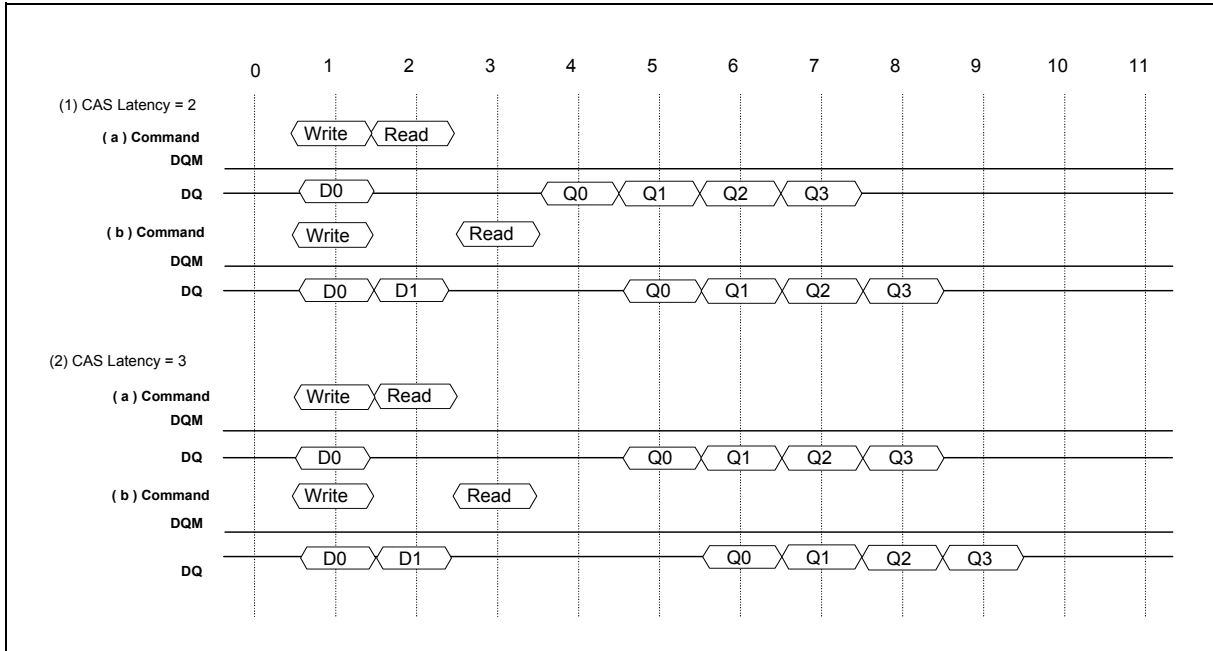 0 1 2 3 4 5 6 7 8 9 10 11
(1) CAS Latency = 2
( a ) Command Write Read
DQM
DQ D0 Q0 Q1 Q2 Q3
( b ) Command Write Read
DQM
DQ D0 D1 Q0 Q1 Q2 Q3
(2) CAS Latency = 3
( a ) Command Write Read
DQM
DQ D0 Q0 Q1 Q2 Q3
( b ) Command Write Read
DQM
DQ D0 D1 Q0 Q1 Q2 Q3